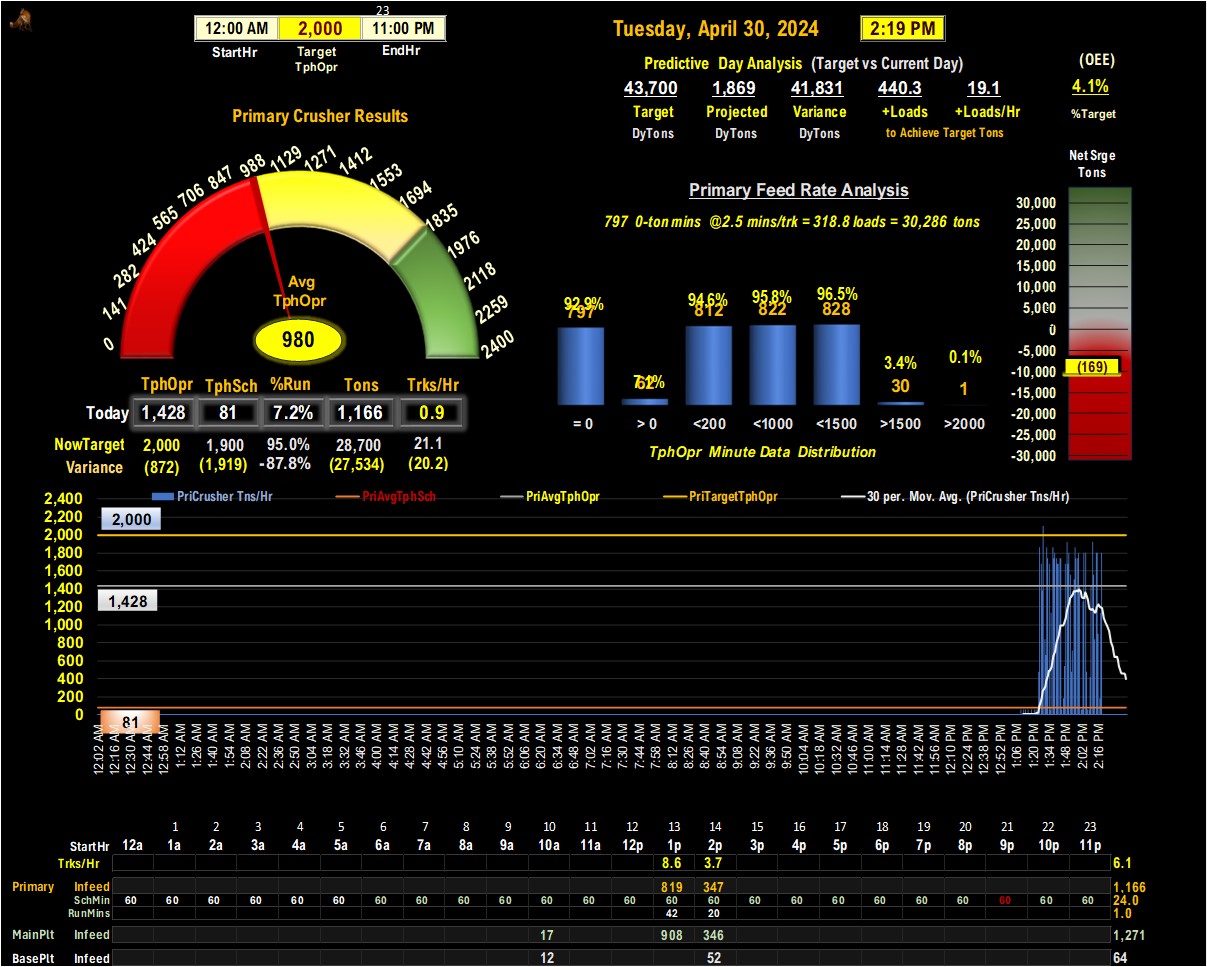 23
12:00 AM 2,000 11:00 PM
StartHr Target EndHr
TphOpr
Tuesday, April 30, 2024 2:19 PM
Predictive Day Analysis (Target vs Current Day)
43,700 1,869 41,831 440.3 19.1
Target Projected Variance +Loads +Loads/Hr
DyTons DyTons DyTons to Achieve Target Tons
(OEE)
4.1%
%Target
Primary Crusher Results
0 141 282 424 565 706 847 988 1129 1271 1412 1553 1694 1835 1976 2118 2259 2400
Avg
TphOpr
980
TphOpr TphSch %Run Tons Trks/Hr
Today 1,428 81 7.2% 1,166 0.9
NowTarget 2,000 1,900 95.0% 28,700 21.1
Variance (872) (1,919) -87.8% (27,534) (20.2)
Primary Feed Rate Analysis
797 0-ton mins @2.5 mins/trk = 318.8 loads = 30,286 tons
92.9% 94.6% 95.8% 96.5%
797 812 822 828
7.1% 3.4% 0.1%
62 30 1
= 0 > 0 <200 <1000 <1500 >1500 >2000
TphOpr Minute Data Distribution
Net Srge
Tons
30,000
25,000
20,000
15,000
10,000
5,000
0
-5,000
(169)
-10,000
-15,000
-20,000
-25,000
-30,000
PriCrusher Tns/Hr PriAvgTphSch PriAvgTphOpr PriTargetTphOpr 30 per. Mov. Avg. (PriCrusher Tns/Hr)
2,400
2,200
2,000
2,000
1,800
1,600
1,400
1,428
1,200
1,000
800
600
400
200
0
81
12:02 AM 12:16 AM 12:30 AM 12:44 AM 12:58 AM 1:12 AM 1:26 AM 1:40 AM 1:54 AM 2:08 AM 2:22 AM 2:36 AM 2:50 AM 3:04 AM 3:18 AM 3:32 AM 3:46 AM 4:00 AM 4:14 AM 4:28 AM 4:42 AM 4:56 AM 5:10 AM 5:24 AM 5:38 AM 5:52 AM 6:06 AM 6:20 AM 6:34 AM 6:48 AM 7:02 AM 7:16 AM 7:30 AM 7:44 AM 7:58 AM 8:12 AM 8:26 AM 8:40 AM 8:54 AM 9:08 AM 9:22 AM 9:36 AM 9:50 AM 10:04 AM 10:18 AM 10:32 AM 10:46 AM 11:00 AM 11:14 AM 11:28 AM 11:42 AM 11:56 AM 12:10 PM 12:24 PM 12:38 PM 12:52 PM 1:06 PM 1:20 PM 1:34 PM 1:48 PM 2:02 PM 2:16 PM
1 2 3 4 5 6 7 8 9 10 11 12 13 14 15 16 17 18 19 20 21 22 23
StartHr 12a 1a 2a 3a 4a 5a 6a 7a 8a 9a 10a 11a 12p 1p 2p 3p 4p 5p 6p 7p 8p 9p 10p 11p
Trks/Hr 8.6 3.7 6.1
Primary Infeed 819 347 1,166
SchMin 60 60 60 60 60 60 60 60 60 60 60 60 60 60 60 60 60 60 60 60 60 60 60 60 24.0
RunMins 42 20 1.0
MainPlt Infeed 17 908 346 1,271
BasePlt Infeed 12 52 64